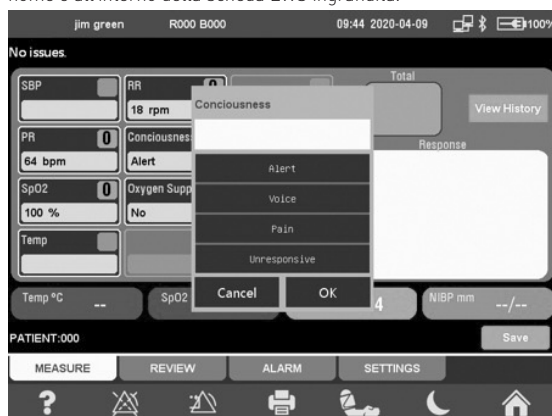 jim green R000 B000 09:44 2020-04-09 100%
No issues.
SBP
RR
18 rpm
Total
View History
PR 0
64 bpm
Conciousnes
Alert
Response
SpO2 0
100 %
Oxygen Supp
No
Temp
Conciousness
Alert
Voice
Pain
Unresponsive
Cancel OK
Temp °C --
SpO2
4
NIBP mm --/--
PATIENT:000
Save
MEASURE REVIEW ALARM SETTINGS
?